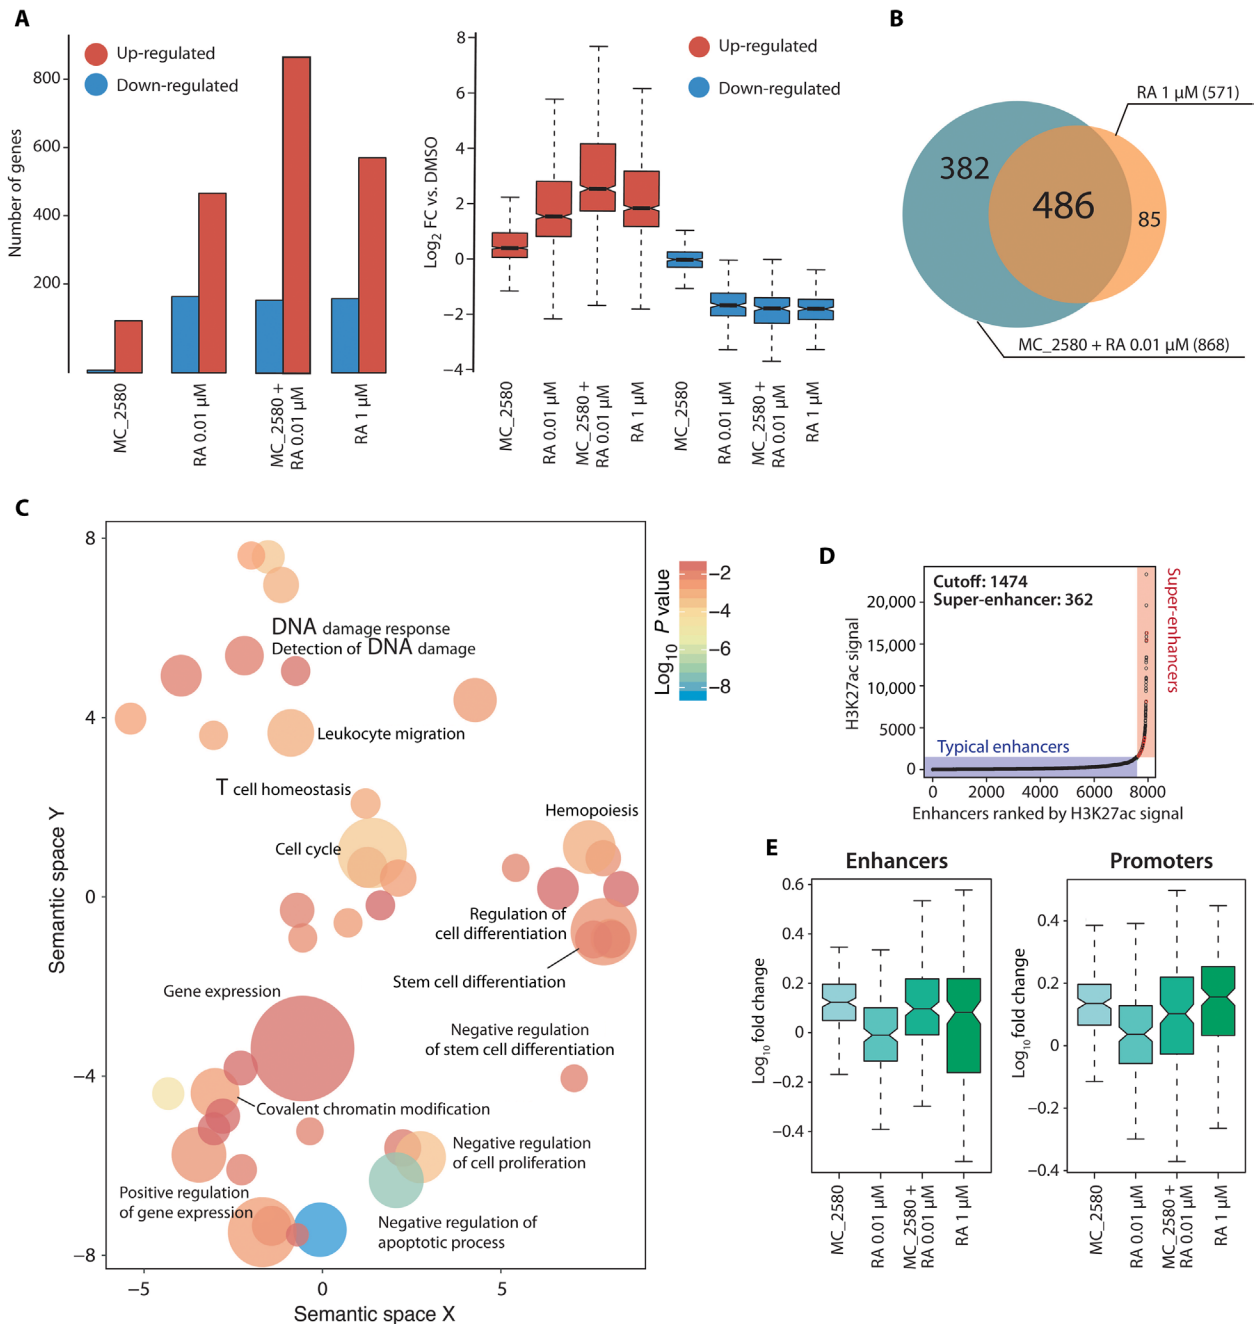 A
Up-regulated
Down-regulated
Number of genes
800
600
400
200
MC_2580
RA 0.01 µM
MC_2580 +
RA 0.01 µM
RA 1 µM
Up-regulated
Down-regulated
Log2 FC vs. DMSO
8
6
4
2
0
−2
−4
MC_2580
RA 0.01 µM
MC_2580 +
RA 0.01 µM
RA 1 µM
MC_2580
RA 0.01 µM
MC_2580 +
RA 0.01 µM
RA 1 µM
B
RA 1 µM (571)
382
486
85
MC_2580 + RA 0.01 µM (868)
C
Semantic space Y
8
4
0
−4
−8
DNA damage response
Detection of DNA damage
Leukocyte migration
T cell homeostasis
Cell cycle
Hemopoiesis
Regulation of
cell differentiation
Stem cell differentiation
Gene expression
Negative regulation
of stem cell differentiation
Covalent chromatin modification
Negative regulation
of cell proliferation
Positive regulation
of gene expression
Negative regulation of
apoptotic process
−5
0
5
Semantic space X
Log10 P value
−2
−4
−6
−8
D
Cutoff: 1474
Super-enhancer: 362
H3K27ac signal
20,000
15,000
10,000
5000
0
Typical enhancers
Super-enhancers
0
2000
4000
6000
8000
Enhancers ranked by H3K27ac signal
E
Enhancers
Log10 fold change
0.6
0.4
0.2
0
−0.2
−0.4
MC_2580
RA 0.01 µM
MC_2580 +
RA 0.01 µM
RA 1 µM
Promoters
Log10 fold change
0.4
0.2
0
−0.2
−0.4
MC_2580
RA 0.01 µM
MC_2580 +
RA 0.01 µM
RA 1 µM